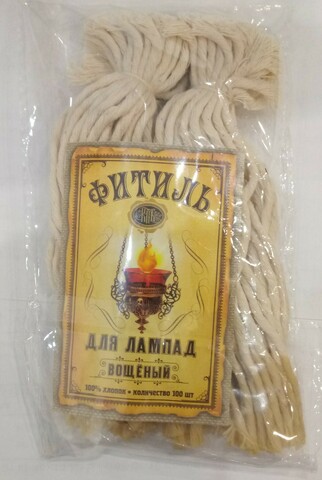 ФИТИЛЬ
ДЛЯ ЛАМПАД
ВОЩЁНЫЙ
100% ХЛОПОК • КОЛИЧЕСТВО 100 ШТ